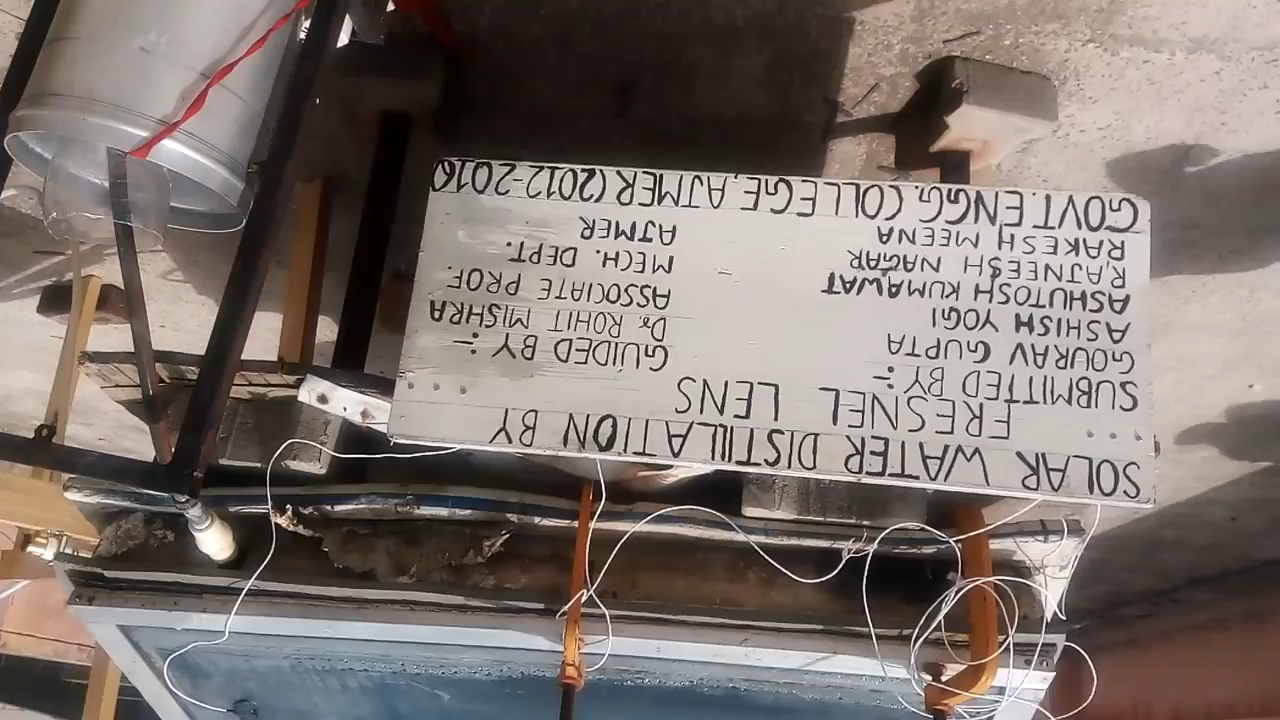 SOLAR WATER DISTILLATION BY
FRESNEL LENS
SUBMITTED BY:-
GOURAV GUPTA
ASHISH YOGI
ASHUTOSH KUMAWAT
RAJNEESH NAGAR
RAKESH MEENA
GUIDED BY:-
Dr ROHIT MISHRA
ASSOCIATE PROF.
MECH. DEPT.
AJMER
GOVT.ENGG.COLLEGE,AJMER(2012-2016